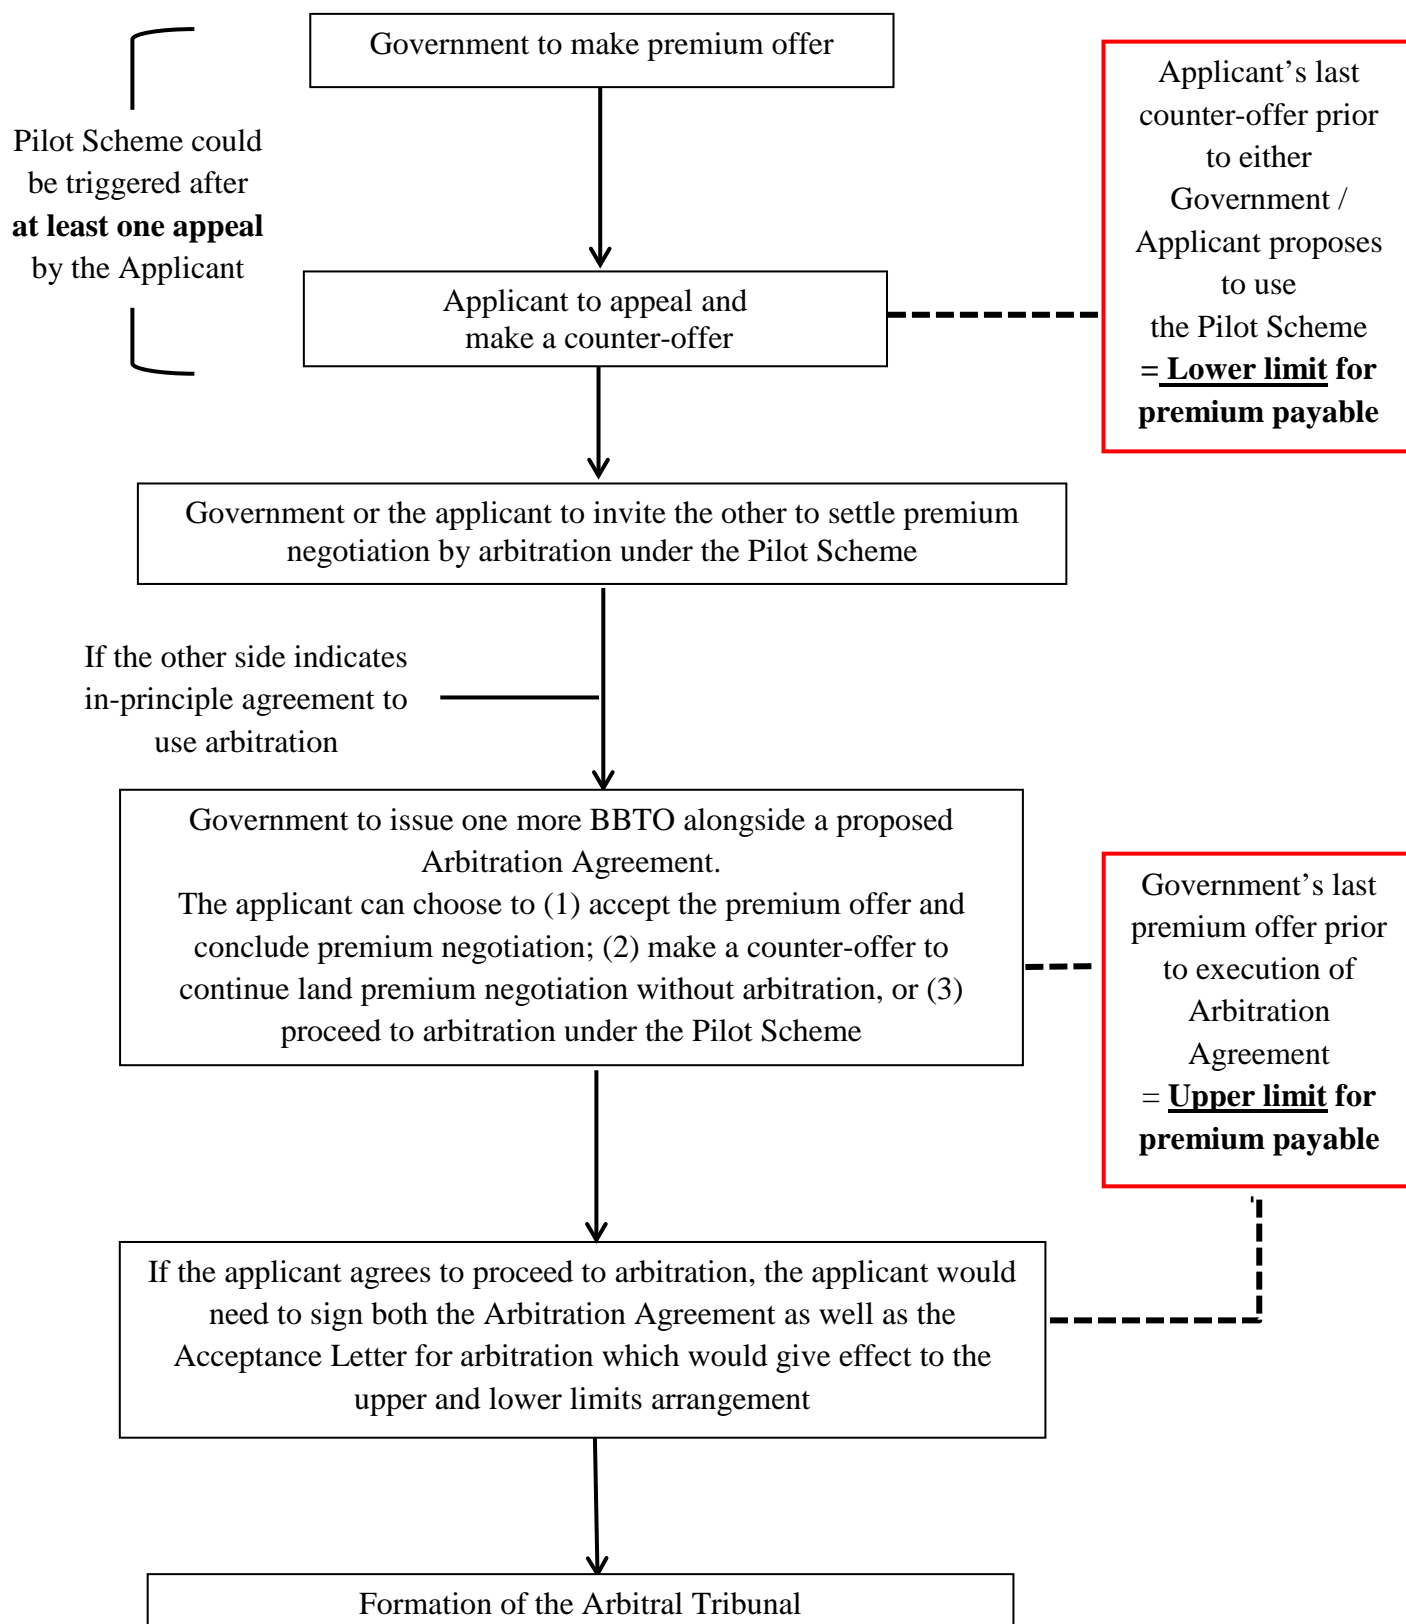 Government to make premium offer
Pilot Scheme could
be triggered after
at least one appeal
by the Applicant
Applicant’s last
counter-offer prior
to either
Government /
Applicant proposes
to use
the Pilot Scheme
= Lower limit for
premium payable
Applicant to appeal and
make a counter-offer
Government or the applicant to invite the other to settle premium
negotiation by arbitration under the Pilot Scheme
If the other side indicates
in-principle agreement to
use arbitration
Government to issue one more BBTO alongside a proposed
Arbitration Agreement.
The applicant can choose to (1) accept the premium offer and
conclude premium negotiation; (2) make a counter-offer to
continue land premium negotiation without arbitration, or (3)
proceed to arbitration under the Pilot Scheme
Government’s last
premium offer prior
to execution of
Arbitration
Agreement
= Upper limit for
premium payable
If the applicant agrees to proceed to arbitration, the applicant would
need to sign both the Arbitration Agreement as well as the
Acceptance Letter for arbitration which would give effect to the
upper and lower limits arrangement
Formation of the Arbitral Tribunal